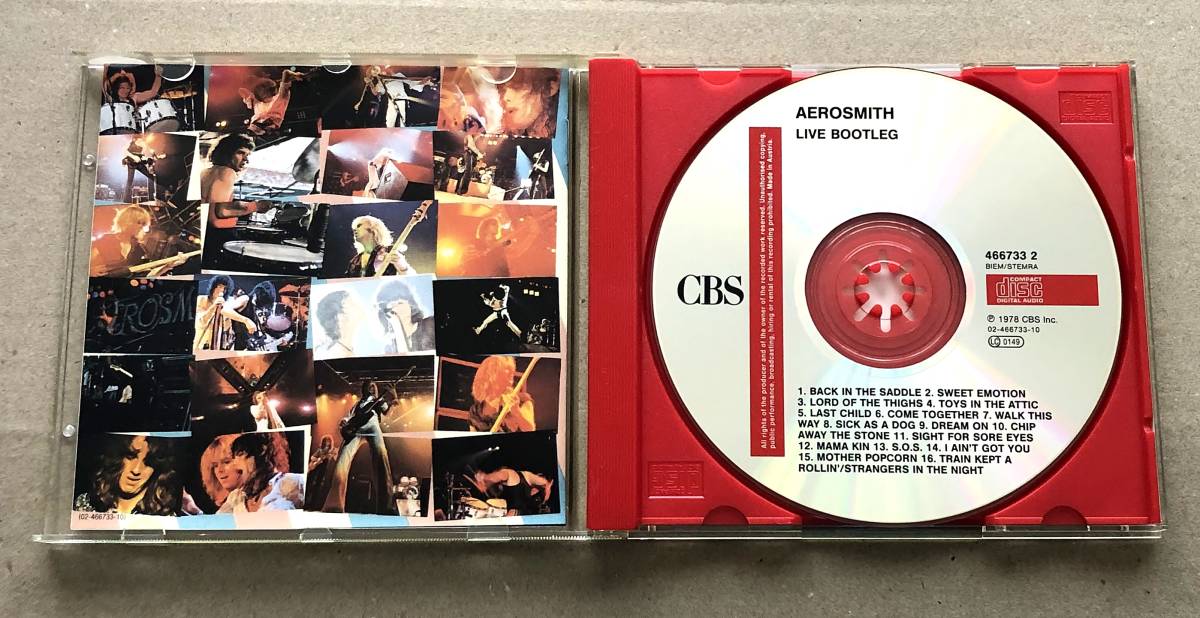 AEROSM
(02-466733-10)
AEROSMITH
LIVE BOOTLEG
All rights of the producer and of the owner of the recorded work reserved. Unauthorised copying,
public performance, broadcasting, hiring or rental of this recording prohibited. Made in Austria.
CBS
466733 2
BIEM/STEMRA
COMPACT
disc
DIGITAL AUDIO
℗ 1978 CBS Inc.
02-466733-10
LC 0149
1. BACK IN THE SADDLE 2. SWEET EMOTION
3. LORD OF THE THIGHS 4. TOYS IN THE ATTIC
5. LAST CHILD 6. COME TOGETHER 7. WALK THIS
WAY 8. SICK AS A DOG 9. DREAM ON 10. CHIP
AWAY THE STONE 11. SIGHT FOR SORE EYES
12. MAMA KIN 13. S.O.S. 14. I AIN'T GOT YOU
15. MOTHER POPCORN 16. TRAIN KEPT A
ROLLIN'/STRANGERS IN THE NIGHT